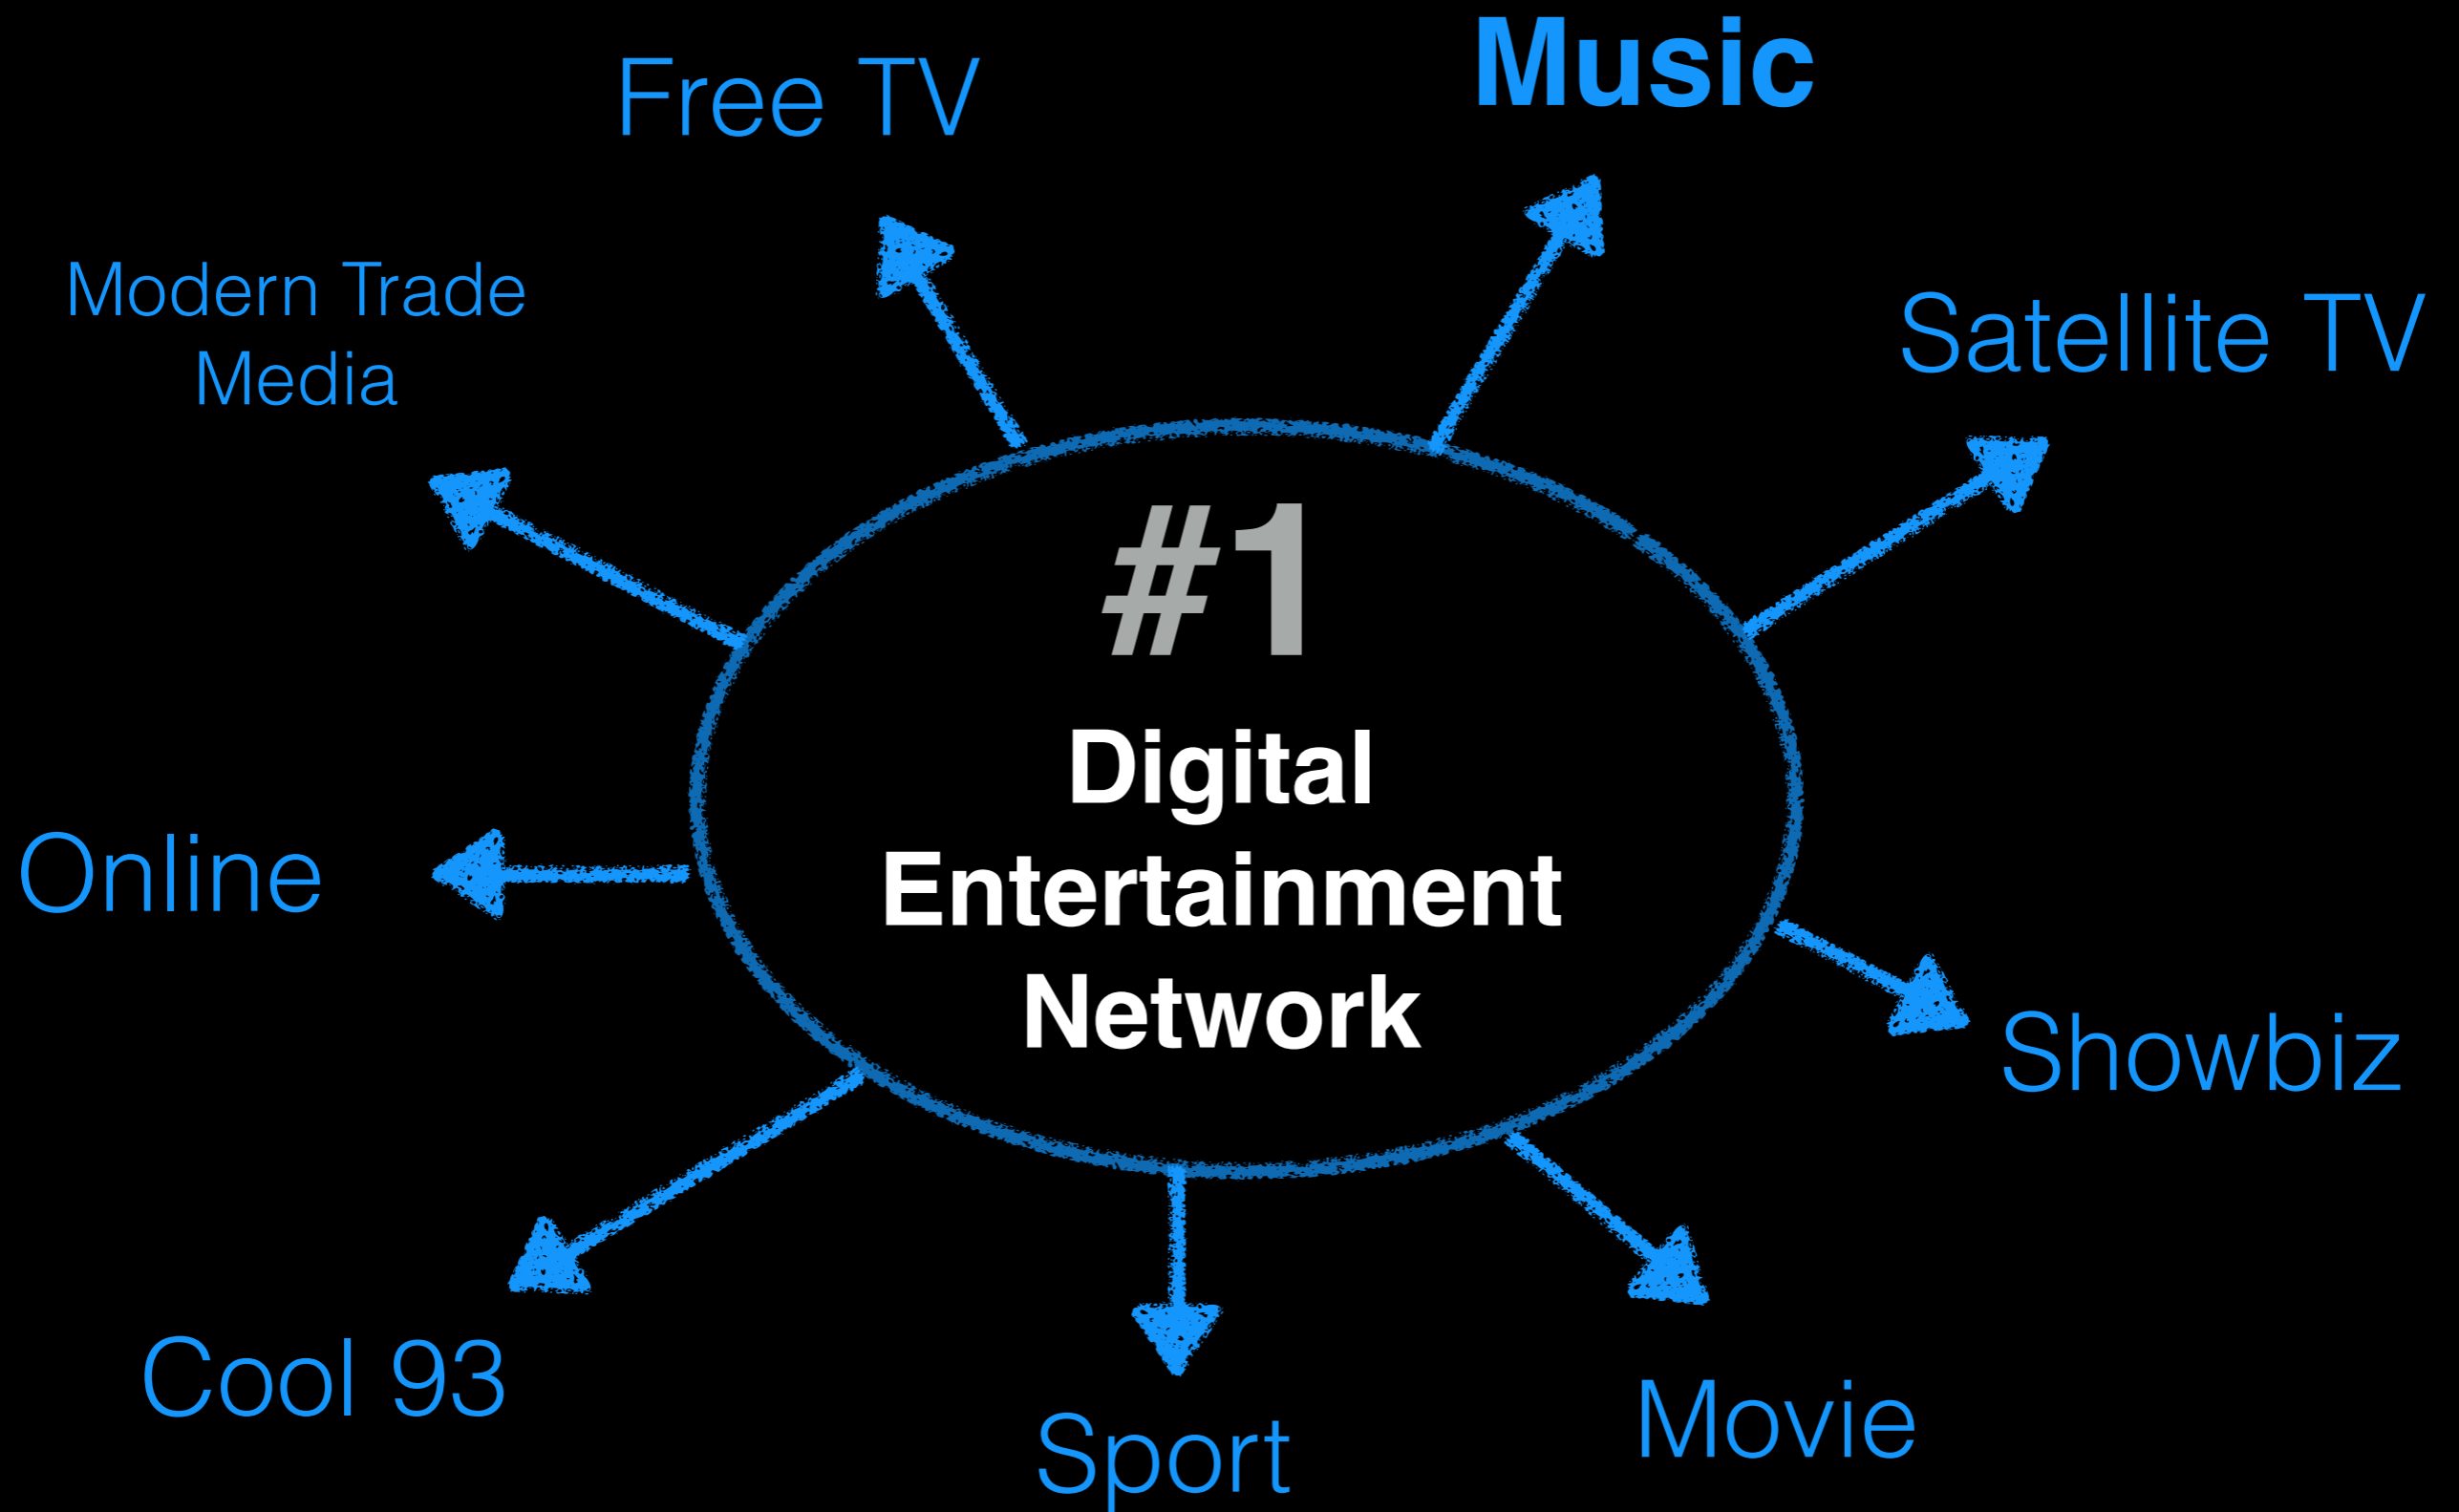 Music
Free TV
Modern Trade
Media
Satellite TV
#1
Digital
Entertainment
Network
Online
Showbiz
Cool 93
Sport
Movie